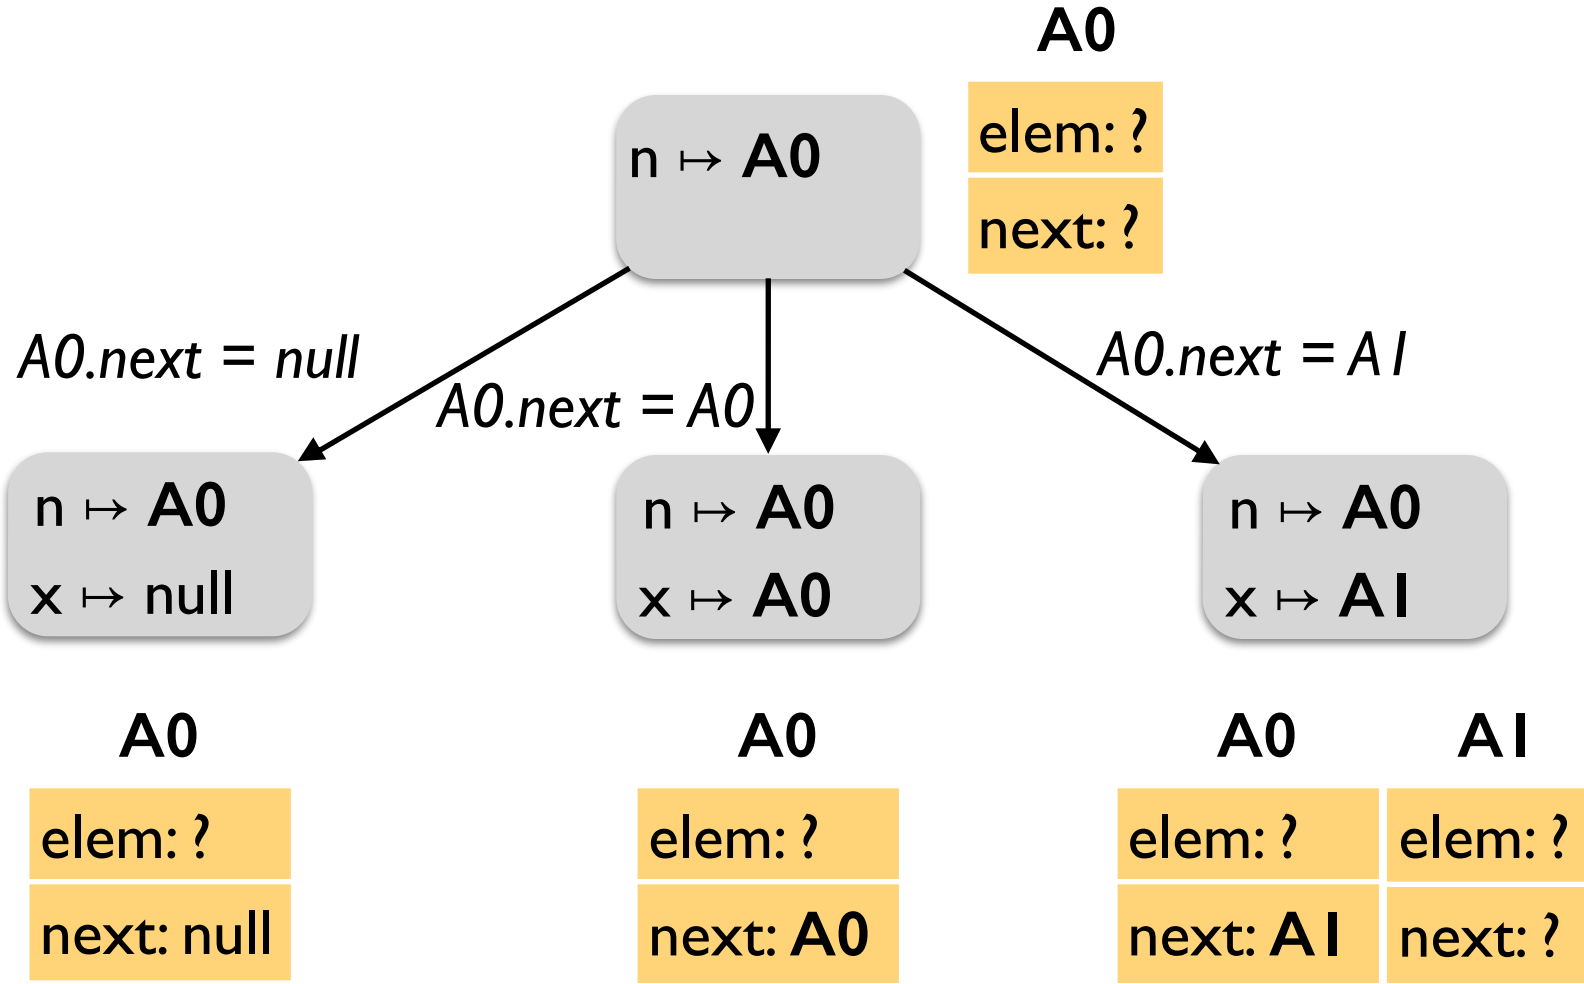 A0
n ↦ A0
elem: ?
next: ?
A0.next = null
A0.next = A0
A0.next = A1
n ↦ A0
x ↦ null
n ↦ A0
x ↦ A0
n ↦ A0
x ↦ A1
A0
elem: ?
next: null
A0
elem: ?
next: A0
A0
elem: ?
next: A1
A1
elem: ?
next: ?